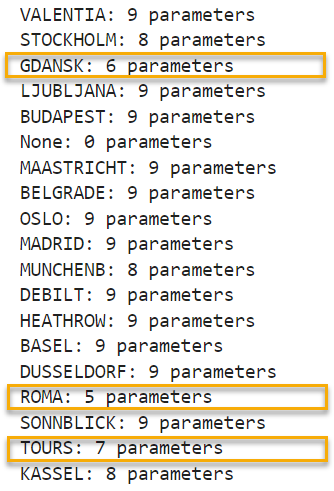 VALENTIA: 9 parameters
STOCKHOLM: 8 parameters
GDANSK: 6 parameters
LJUBLJANA: 9 parameters
BUDAPEST: 9 parameters
None: 0 parameters
MAASTRICHT: 9 parameters
BELGRADE: 9 parameters
OSLO: 9 parameters
MADRID: 9 parameters
MUNCHENB: 8 parameters
DEBILT: 9 parameters
HEATHROW: 9 parameters
BASEL: 9 parameters
DUSSELDORF: 9 parameters
ROMA: 5 parameters
SONNBLICK: 9 parameters
TOURS: 7 parameters
KASSEL: 8 parameters